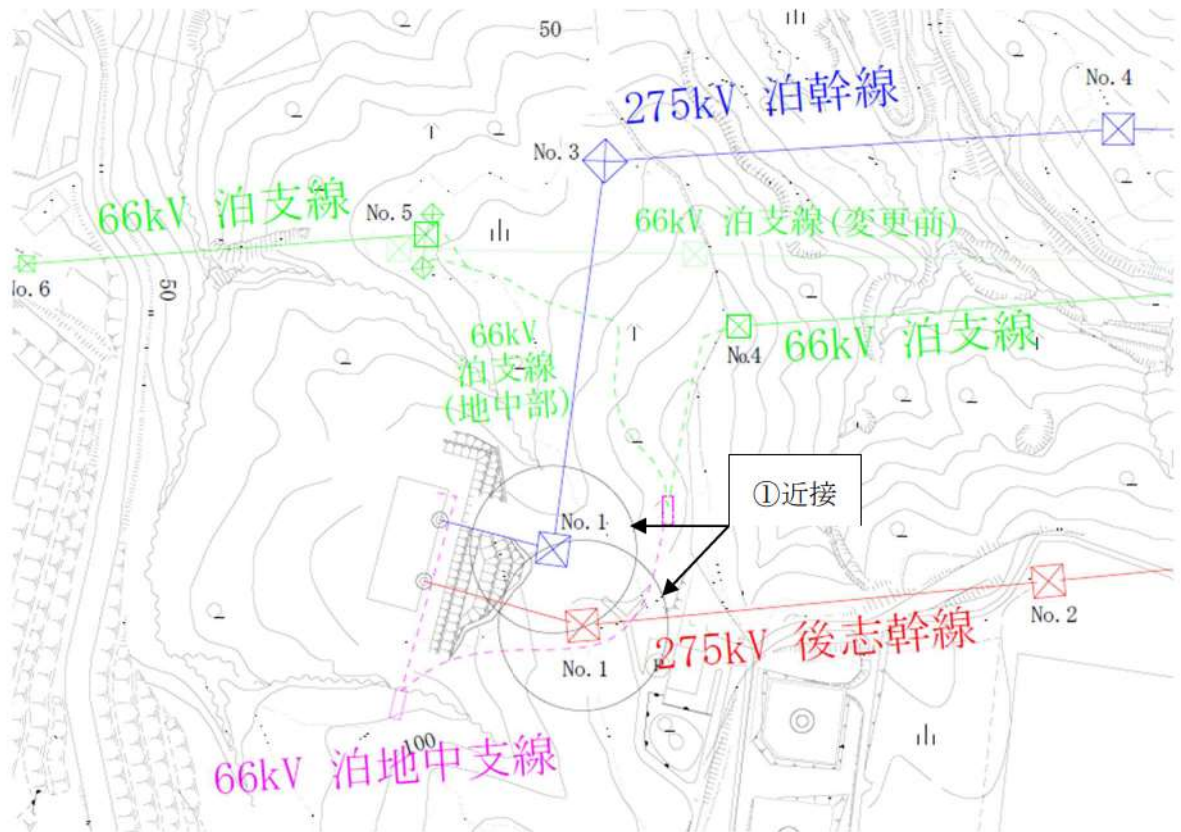 50
No. 4
275kV 泊幹線
No. 3
66kV 泊支線
No. 5
66kV 泊支線(変更前)
No. 6
50
66kV
泊支線
(地中部)
No.4
66kV 泊支線
①近接
No. 1
No. 2
275kV 後志幹線
No. 1
100
66kV 泊地中支線